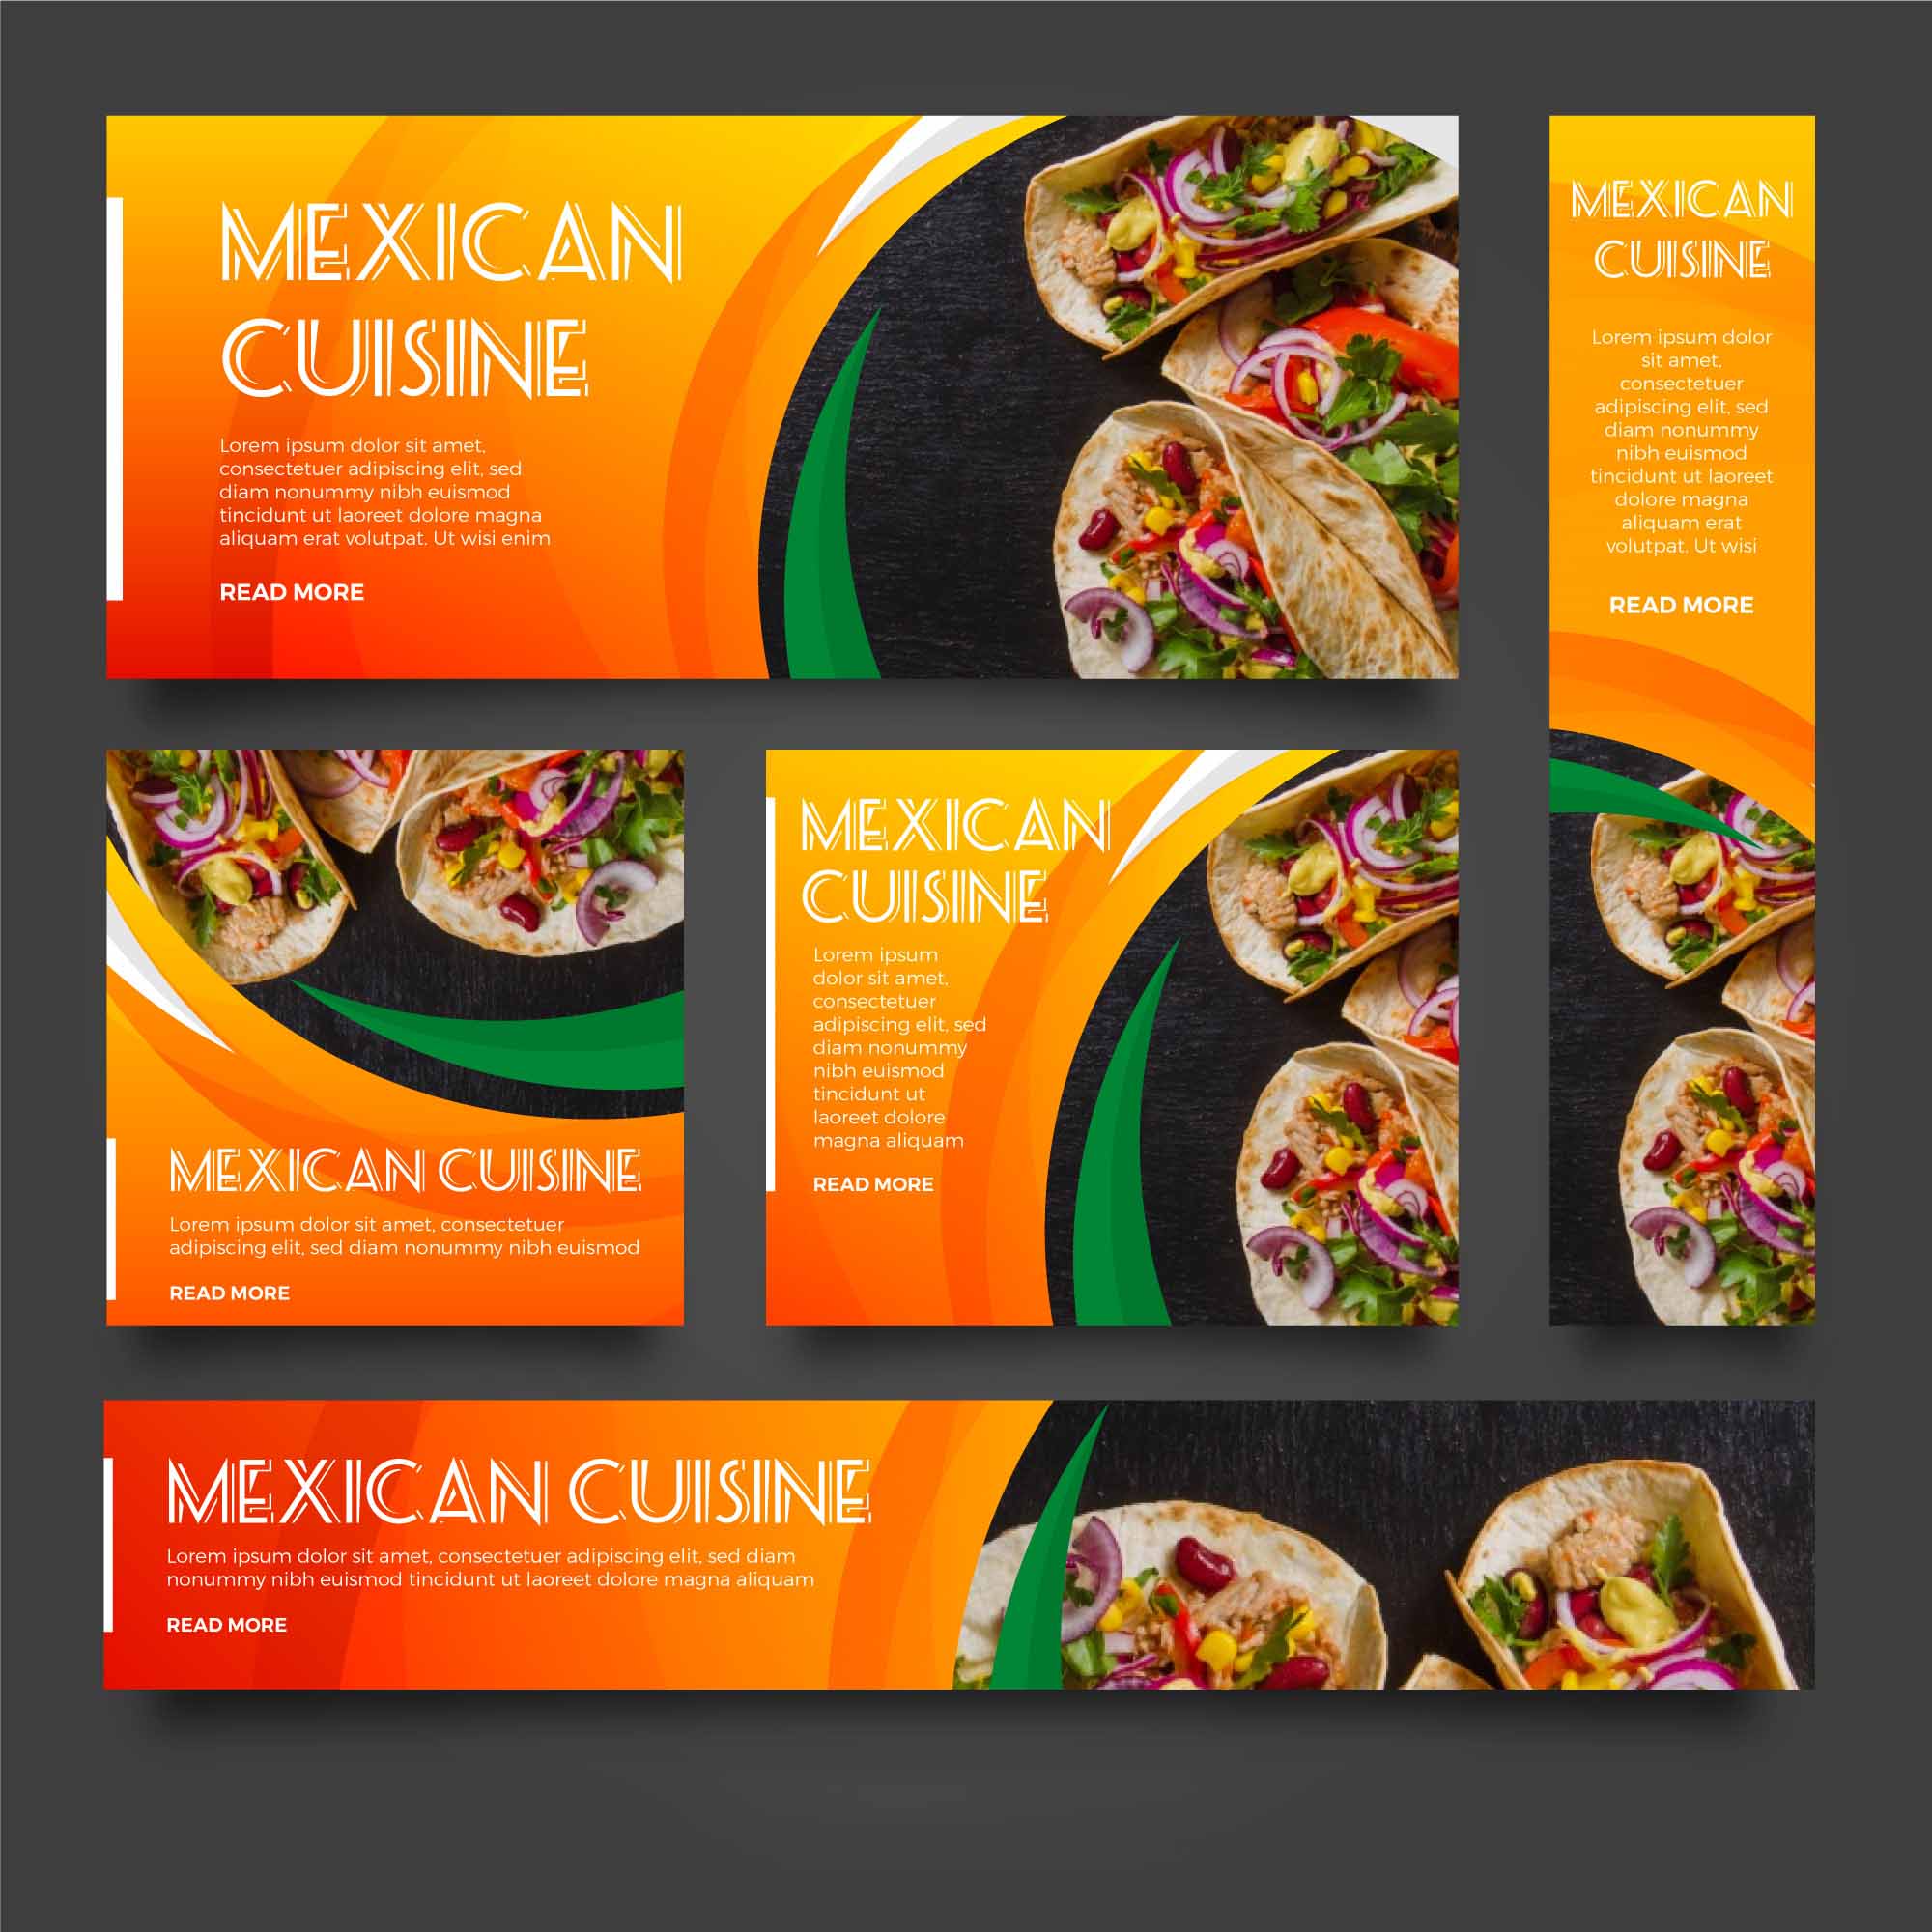 MEXICAN
CUISINE
Lorem ipsum dolor sit amet,
consectetuer adipiscing elit, sed
diam nonummy nibh euismod
tincidunt ut laoreet dolore magna
aliquam erat volutpat. Ut wisi enim
READ MORE
MEXICAN
CUISINE
Lorem ipsum dolor
sit amet,
consectetuer
adipiscing elit, sed
diam nonummy
nibh euismod
tincidunt ut laoreet
dolore magna
aliquam erat
volutpat. Ut wisi
READ MORE
MEXICAN CUISINE
Lorem ipsum dolor sit amet, consectetuer
adipiscing elit, sed diam nonummy nibh euismod
READ MORE
MEXICAN
CUISINE
Lorem ipsum
dolor sit amet,
consectetuer
adipiscing elit, sed
diam nonummy
nibh euismod
tincidunt ut
laoreet dolore
magna aliquam
READ MORE
MEXICAN CUISINE
Lorem ipsum dolor sit amet, consectetuer adipiscing elit, sed diam
nonummy nibh euismod tincidunt ut laoreet dolore magna aliquam
READ MORE